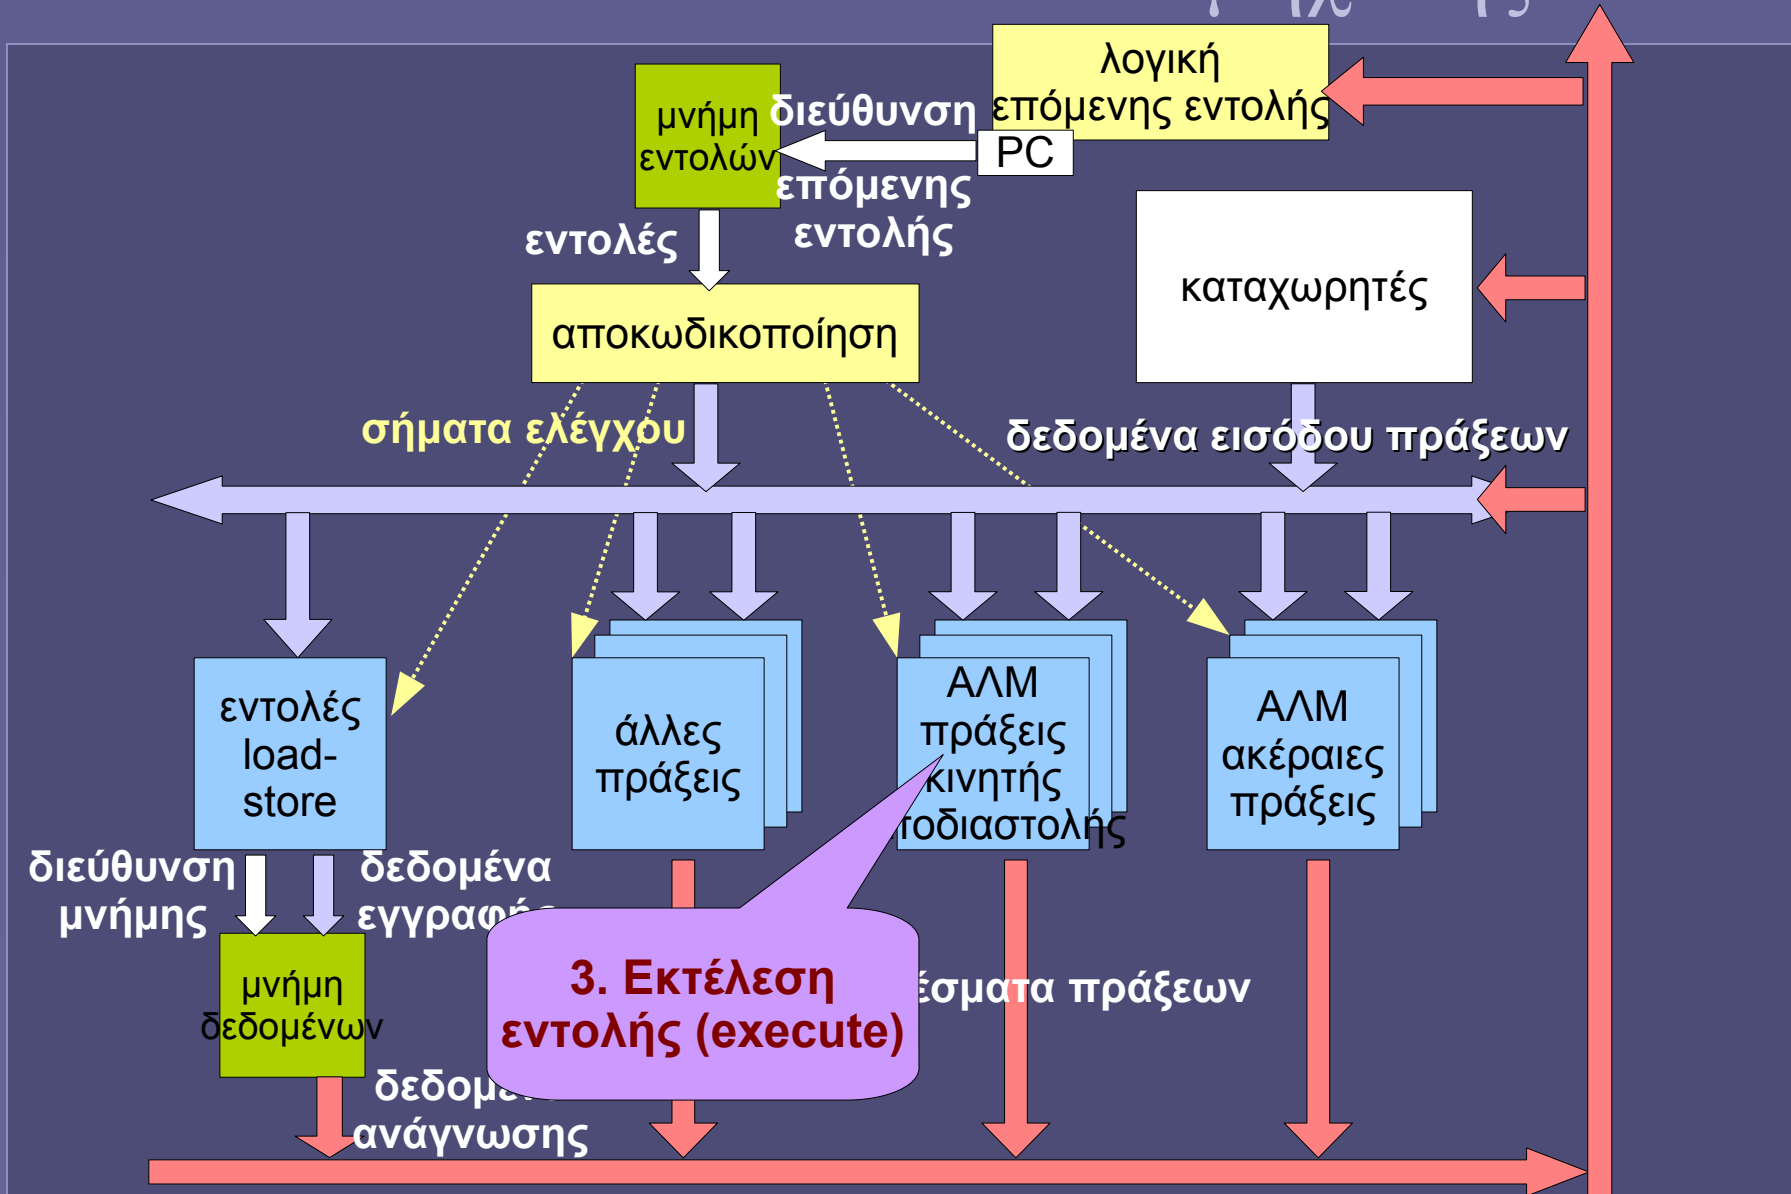 λογική
επόμενης εντολής
PC
μνήμη
εντολών
διεύθυνση
επόμενης
εντολής
εντολές
αποκωδικοποίηση
καταχωρητές
σήματα ελέγχου
δεδομένα εισόδου πράξεων
εντολές
load-
store
άλλες
πράξεις
ΑΛΜ
πράξεις
κινητής
ΑΛΜ
ακέραιες
πράξεις
διεύθυνση
μνήμης
δεδομένα
εγγραφής
μνήμη
δεδομένων
3. Εκτέλεση
εντολής (execute)
πράξεων
ανάγνωσης